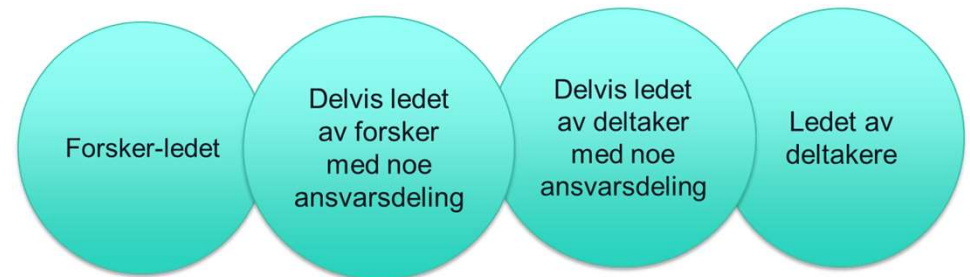 Forsker-ledet
Delvis ledet
av forsker
med noe
ansvarsdeling
Delvis ledet
av deltaker
med noe
ansvarsdeling
Ledet av
deltakere